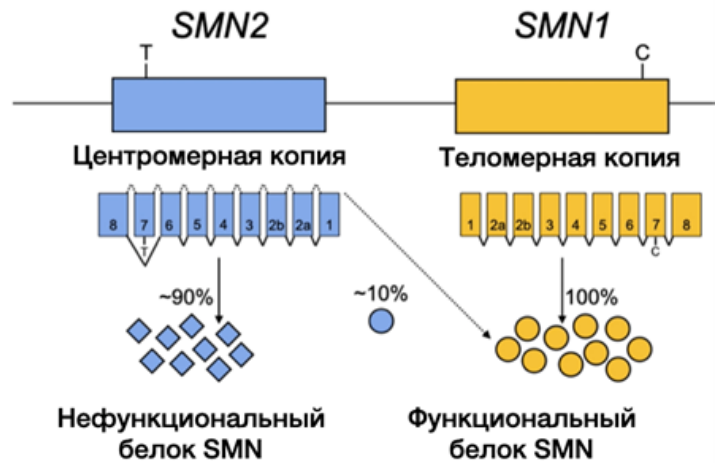 SMN2 SMN1
T C
Центромерная копия Теломерная копия
8 7 6 5 4 3 2b 2a 1 1 2a 2b 3 4 5 6 7 8
T C
~90% ~10% 100%
Нефункциональный Функциональный
белок SMN белок SMN